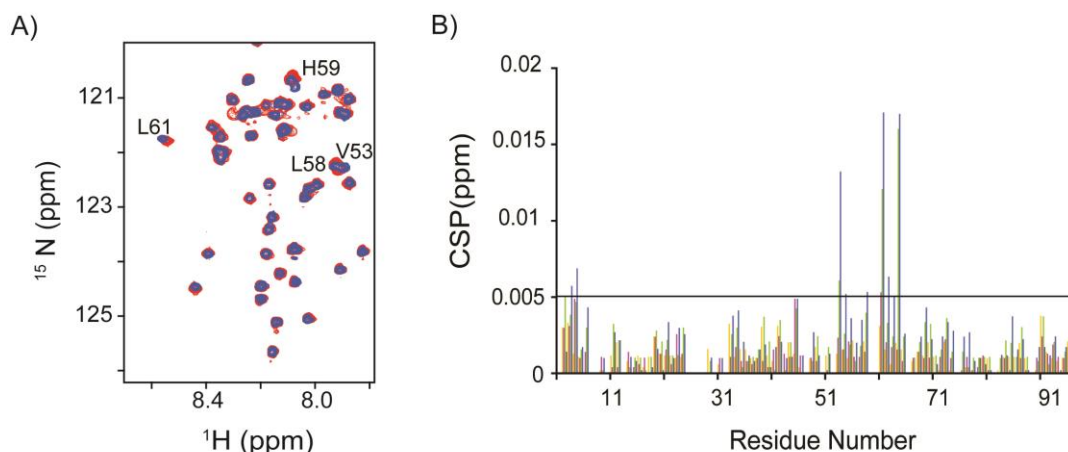 A)
H59
121
L61
V53
L58
123
125
15 N (ppm)
8.4 8.0
1H (ppm)
B)
0.02
0.015
0.01
0.005
0
CSP(ppm)
11 31 51 71 91
Residue Number